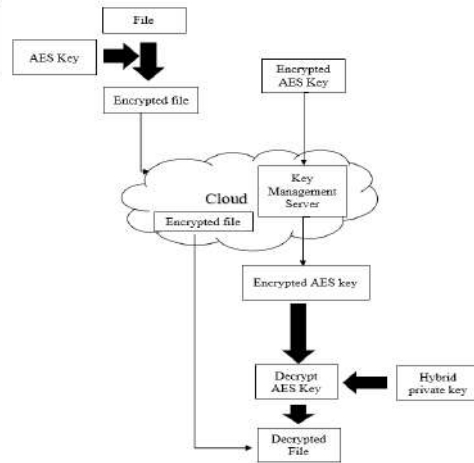 File
AES Key
Encrypted
AES Key
Encrypted file
Key
Management
Server
Cloud
Encrypted file
Encrypted AES key
Decrypt
AES Key
Hybrid
private key
Decrypted
File